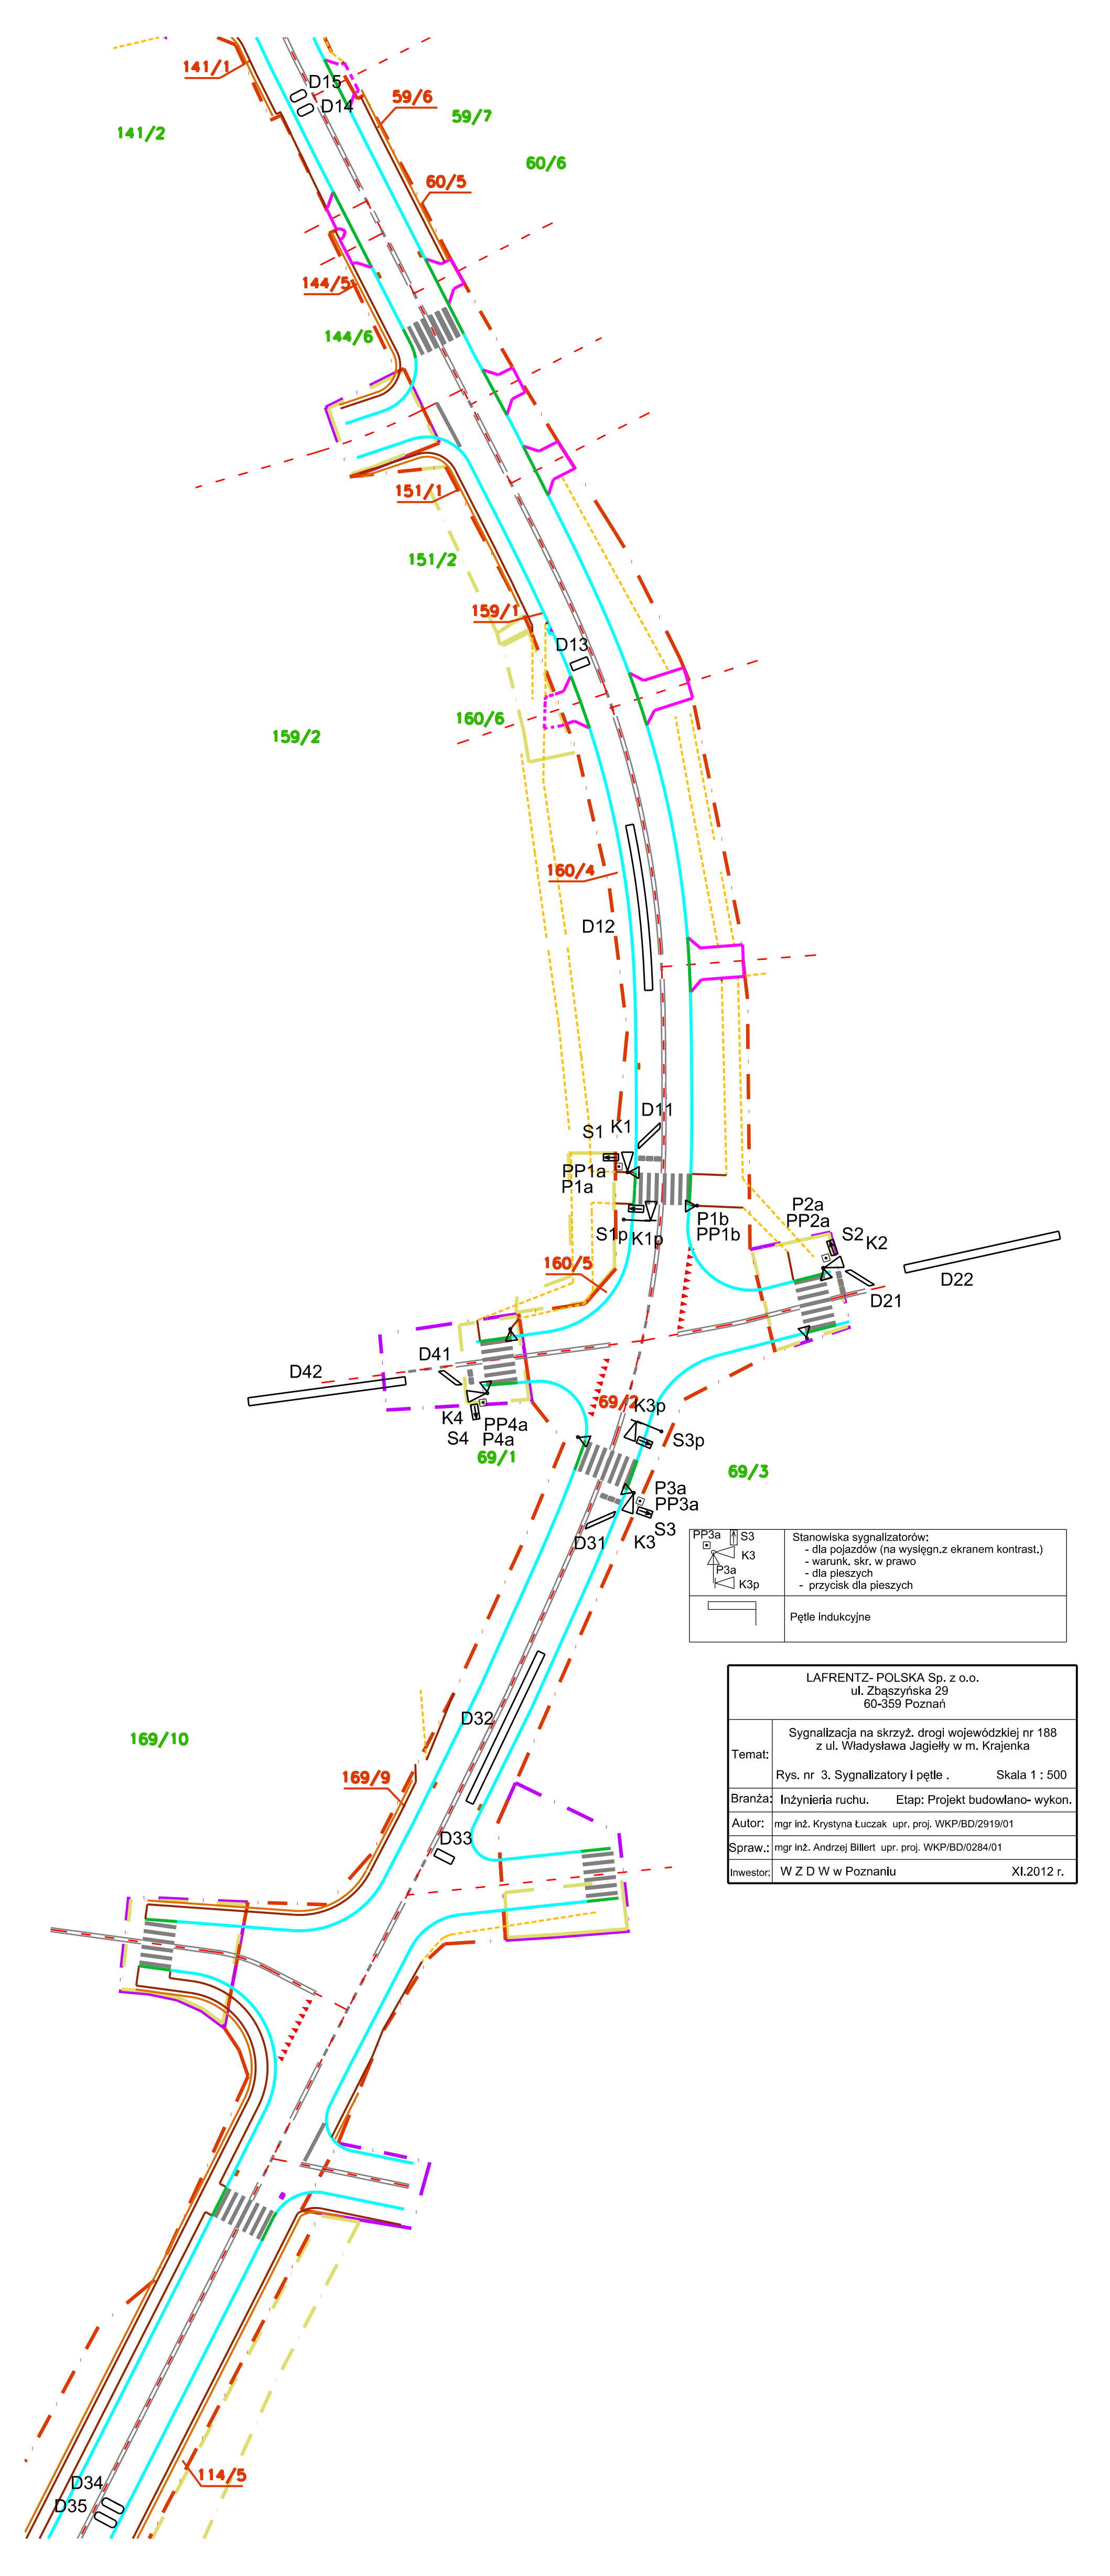 141/1
D15
D14
59/6
59/7
141/2
60/6
60/5
144/5
144/6
151/1
151/2
159/1
D13
160/6
159/2
160/4
D12
D11
K1
S1
PP1a
P1a
S1p
K1p
P1b
PP1b
P2a
PP2a
S2
K2
D22
D21
160/5
D41
D42
K4
S4
PP4a
P4a
69/1
69/2
K3p
S3p
69/3
P3a
PP3a
S3
K3
D31
PP3a
S3
K3
P3a
K3p
Stanowiska sygnalizatorów:
- dla pojazdów (na wysięgn.z ekranem kontrast.)
- warunk. skr. w prawo
- dla pieszych
- przycisk dla pieszych
Pętle indukcyjne
LAFRENTZ- POLSKA Sp. z o.o.
ul. Zbąszyńska 29
60-359 Poznań
Temat:
Sygnalizacja na skrzyż. drogi wojewódzkiej nr 188
z ul. Władysława Jagiełły w m. Krajenka
Rys. nr 3. Sygnalizatory i pętle . Skala 1 : 500
Branża: Inżynieria ruchu. Etap: Projekt budowlano- wykon.
Autor: mgr inż. Krystyna Łuczak upr. proj. WKP/BD/2919/01
Spraw.: mgr inż. Andrzej Billert upr. proj. WKP/BD/0284/01
Inwestor: W Z D W w Poznaniu XI.2012 r.
D32
169/10
169/9
D33
114/5
D34
D35